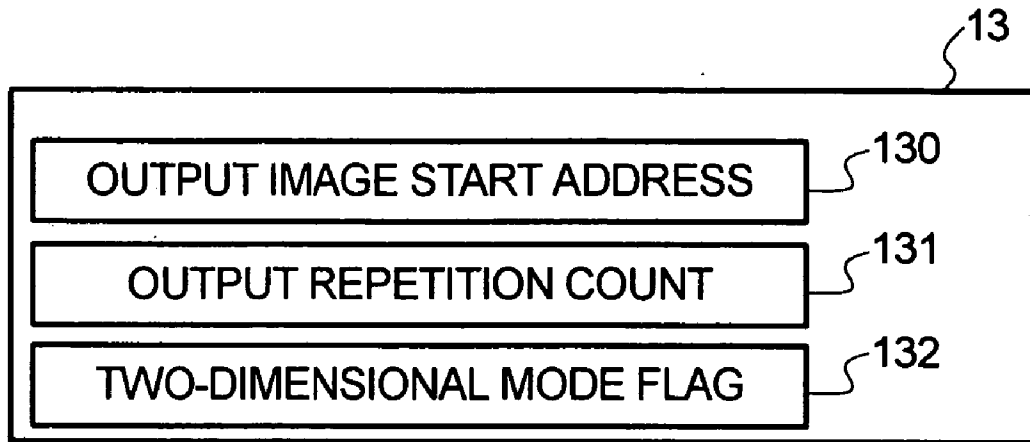 13
OUTPUT IMAGE START ADDRESS 130
OUTPUT REPETITION COUNT 131
TWO-DIMENSIONAL MODE FLAG 132